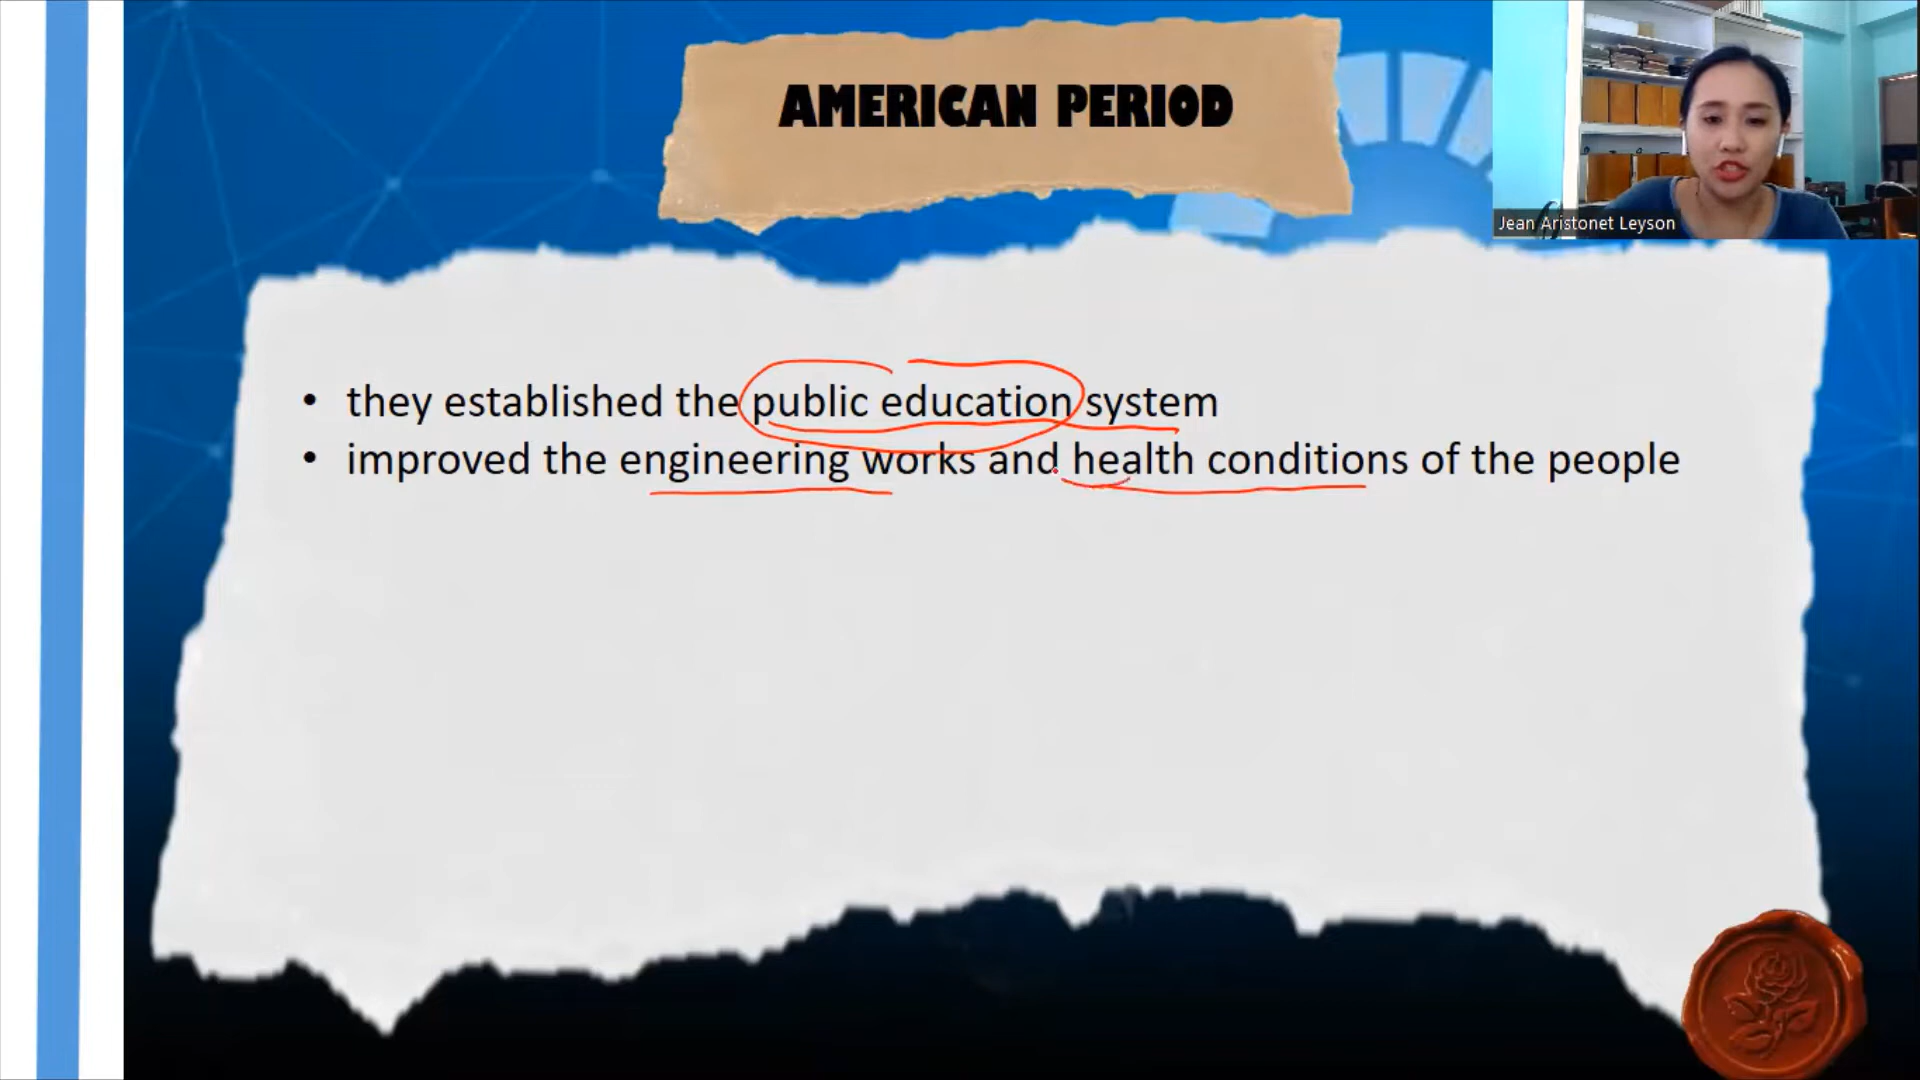 AMERICAN PERIOD
Jean Aristonet Leyson
• they established the public education system
• improved the engineering works and health conditions of the people